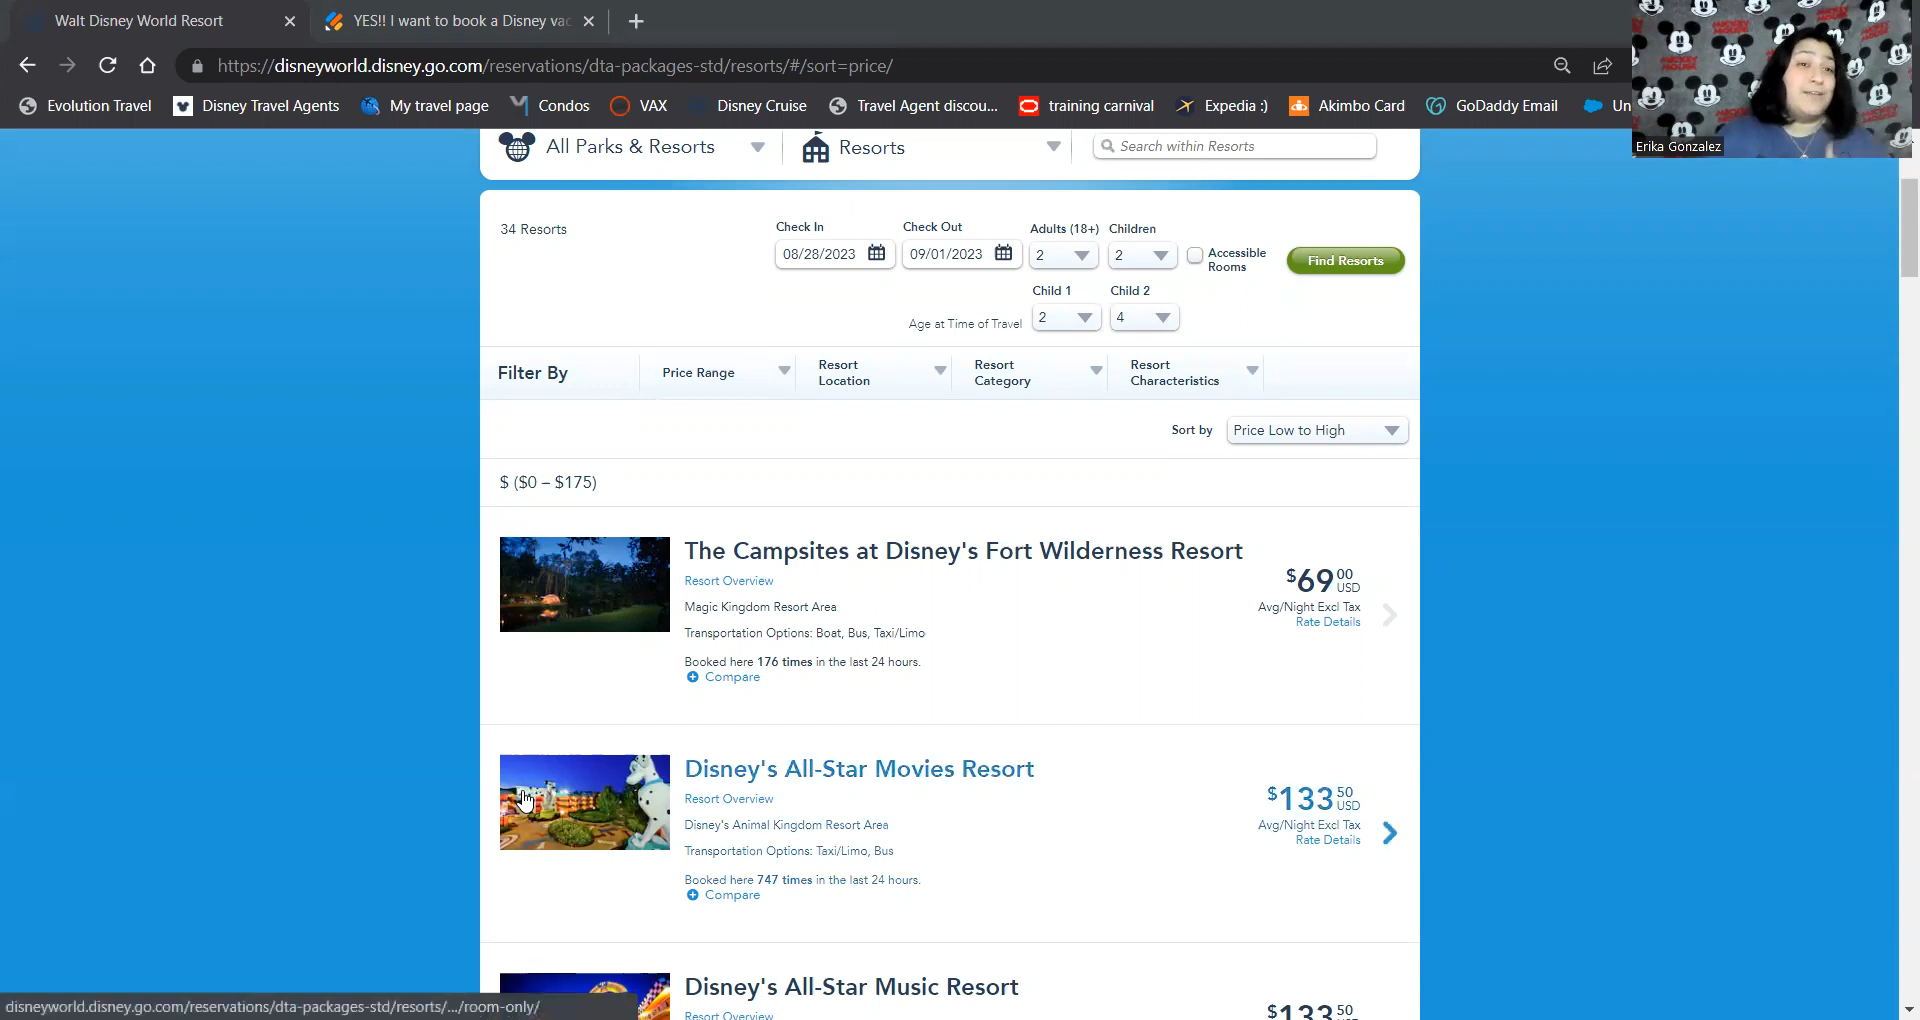 Walt Disney World Resort
YES!! I want to book a Disney vac
https://disneyworld.disney.go.com/reservations/dta-packages-std/resorts/#/sort=price/
Evolution Travel Disney Travel Agents My travel page Condos VAX Disney Cruise Travel Agent discou... training carnival Expedia :) Akimbo Card GoDaddy Email Un
Erika Gonzalez
All Parks & Resorts Resorts Search within Resorts
34 Resorts
Check In Check Out Adults (18+) Children
08/28/2023 09/01/2023 2 2 Accessible Rooms Find Resorts
Child 1 Child 2
Age at Time of Travel 2 4
Filter By Price Range Resort Location Resort Category Resort Characteristics
Sort by Price Low to High
$ ($0 – $175)
The Campsites at Disney's Fort Wilderness Resort
Resort Overview
$69 00 USD
Magic Kingdom Resort Area
Avg/Night Excl Tax
Rate Details
Transportation Options: Boat, Bus, Taxi/Limo
Booked here 176 times in the last 24 hours.
Compare
Disney's All-Star Movies Resort
Resort Overview
$133 50 USD
Disney's Animal Kingdom Resort Area
Avg/Night Excl Tax
Rate Details
Transportation Options: Taxi/Limo, Bus
Booked here 747 times in the last 24 hours.
Compare
Disney's All-Star Music Resort
$133 50
Resort Overview
disneyworld.disney.go.com/reservations/dta-packages-std/resorts/.../room-only/